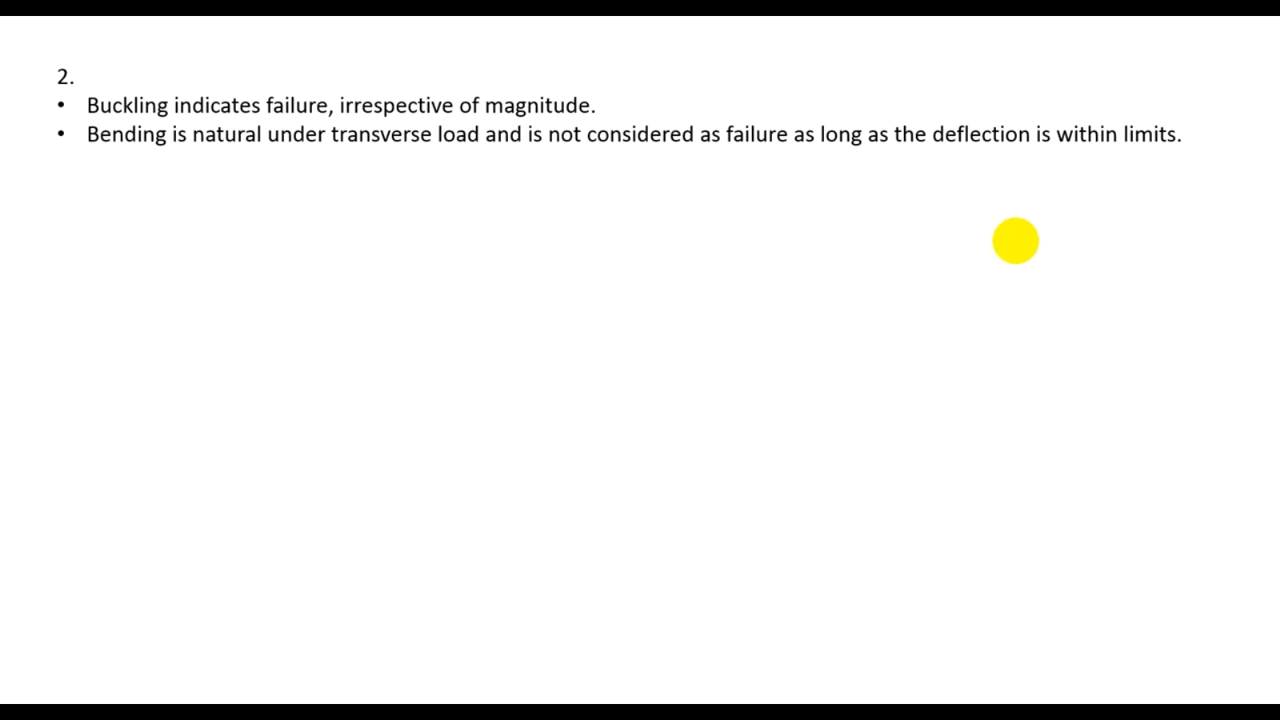 2.
• Buckling indicates failure, irrespective of magnitude.
• Bending is natural under transverse load and is not considered as failure as long as the deflection is within limits.